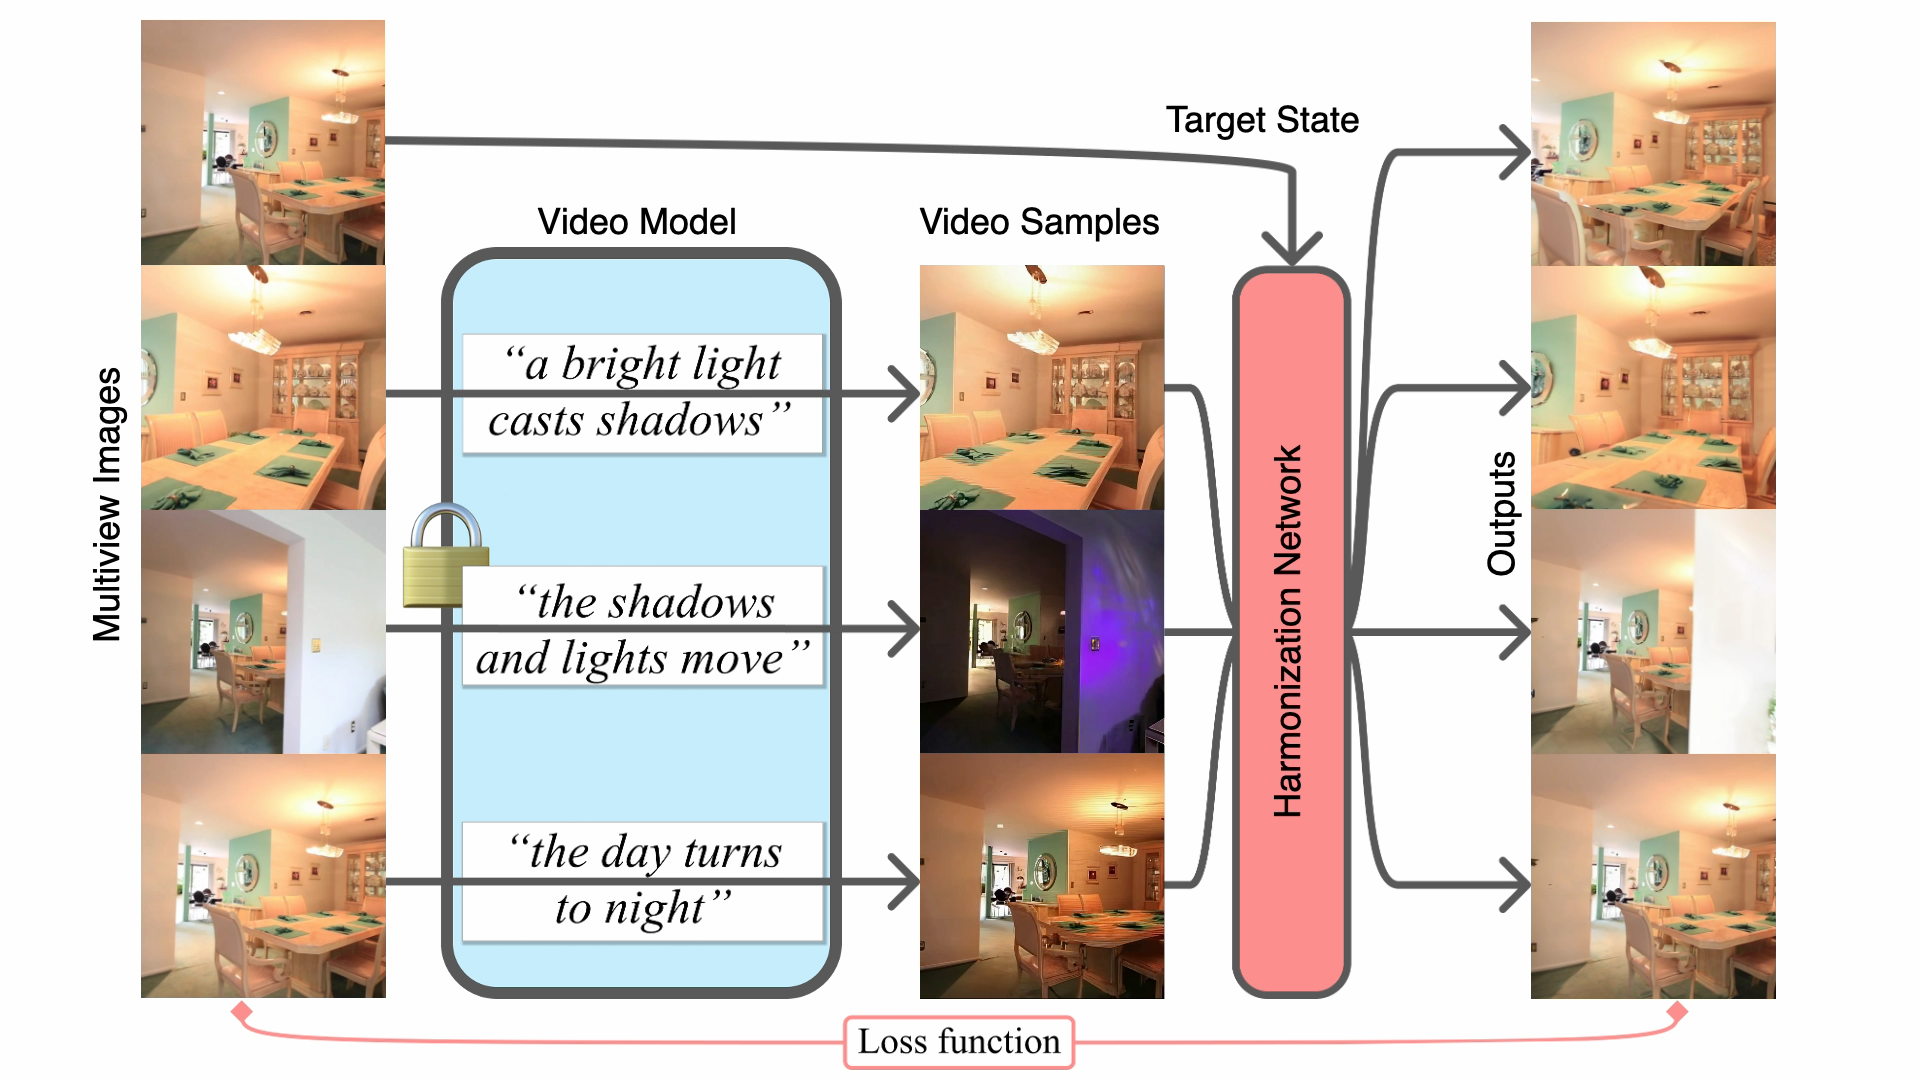 Target State
Video Model
Video Samples
Multiview Images
“a bright light
casts shadows”
“the shadows
and lights move”
“the day turns
to night”
Harmonization Network
Outputs
Loss function